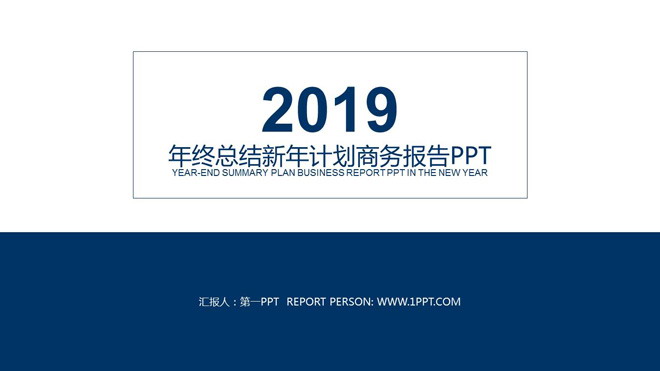 2019
年终总结新年计划商务报告PPT
YEAR-END SUMMARY PLAN BUSINESS REPORT PPT IN THE NEW YEAR
汇报人：第一PPT REPORT PERSON: WWW.1PPT.COM